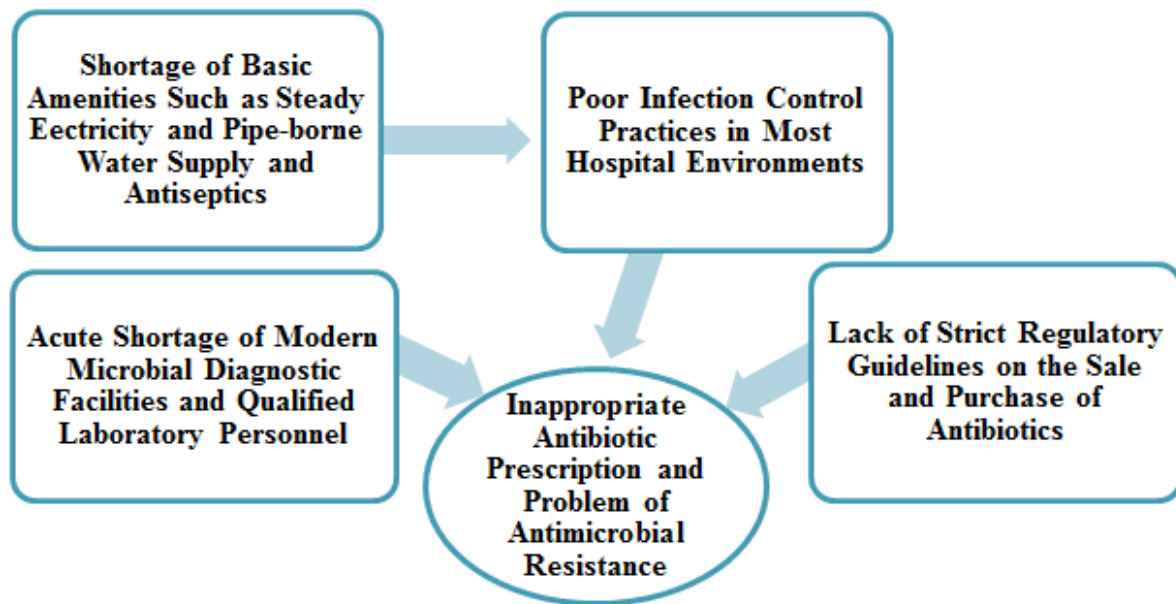 Shortage of Basic
Amenities Such as Steady
Eectricity and Pipe-borne
Water Supply and
Antiseptics
Poor Infection Control
Practices in Most
Hospital Environments
Acute Shortage of Modern
Microbial Diagnostic
Facilities and Qualified
Laboratory Personnel
Lack of Strict Regulatory
Guidelines on the Sale
and Purchase of
Antibiotics
Inappropriate
Antibiotic
Prescription and
Problem of
Antimicrobial
Resistance